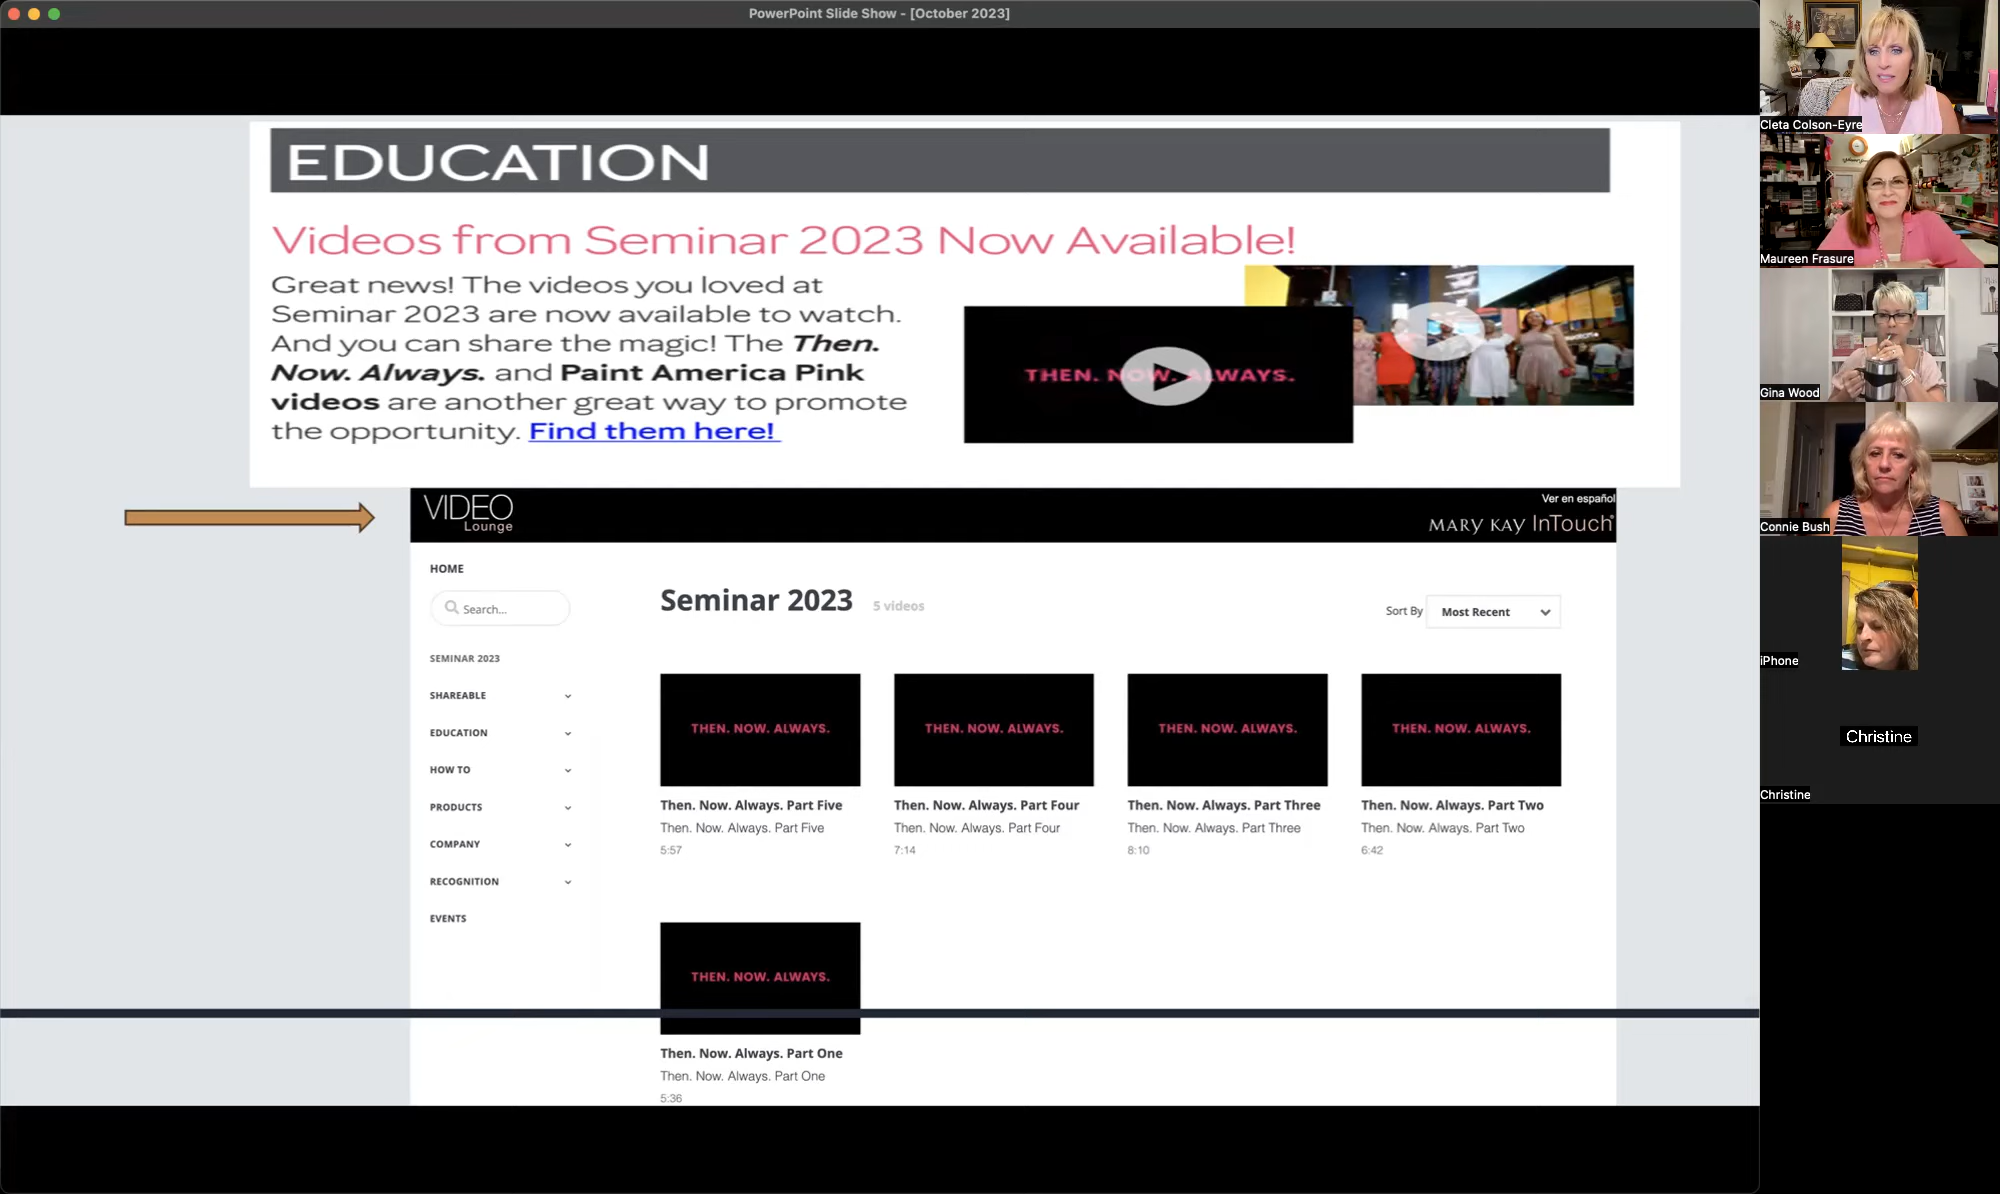 PowerPoint Slide Show - [October 2023]
EDUCATION
Videos from Seminar 2023 Now Available!
Great news! The videos you loved at
Seminar 2023 are now available to watch.
And you can share the magic! The Then.
Now. Always. and Paint America Pink
videos are another great way to promote
the opportunity. Find them here!
THEN. NOW. ALWAYS.
VIDEO
Lounge
Ver en español
MARY KAY InTouch®
HOME
Search...
SEMINAR 2023
SHAREABLE
EDUCATION
HOW TO
PRODUCTS
COMPANY
RECOGNITION
EVENTS
Seminar 2023 5 videos
Sort By Most Recent
THEN. NOW. ALWAYS.
Then. Now. Always. Part Five
Then. Now. Always. Part Five
5:57
THEN. NOW. ALWAYS.
Then. Now. Always. Part Four
Then. Now. Always. Part Four
7:14
THEN. NOW. ALWAYS.
Then. Now. Always. Part Three
Then. Now. Always. Part Three
8:10
THEN. NOW. ALWAYS.
Then. Now. Always. Part Two
Then. Now. Always. Part Two
6:42
THEN. NOW. ALWAYS.
Then. Now. Always. Part One
Then. Now. Always. Part One
5:36
Cleta Colson-Eyre
Maureen Frasure
Gina Wood
Connie Bush
iPhone
Christine
Christine